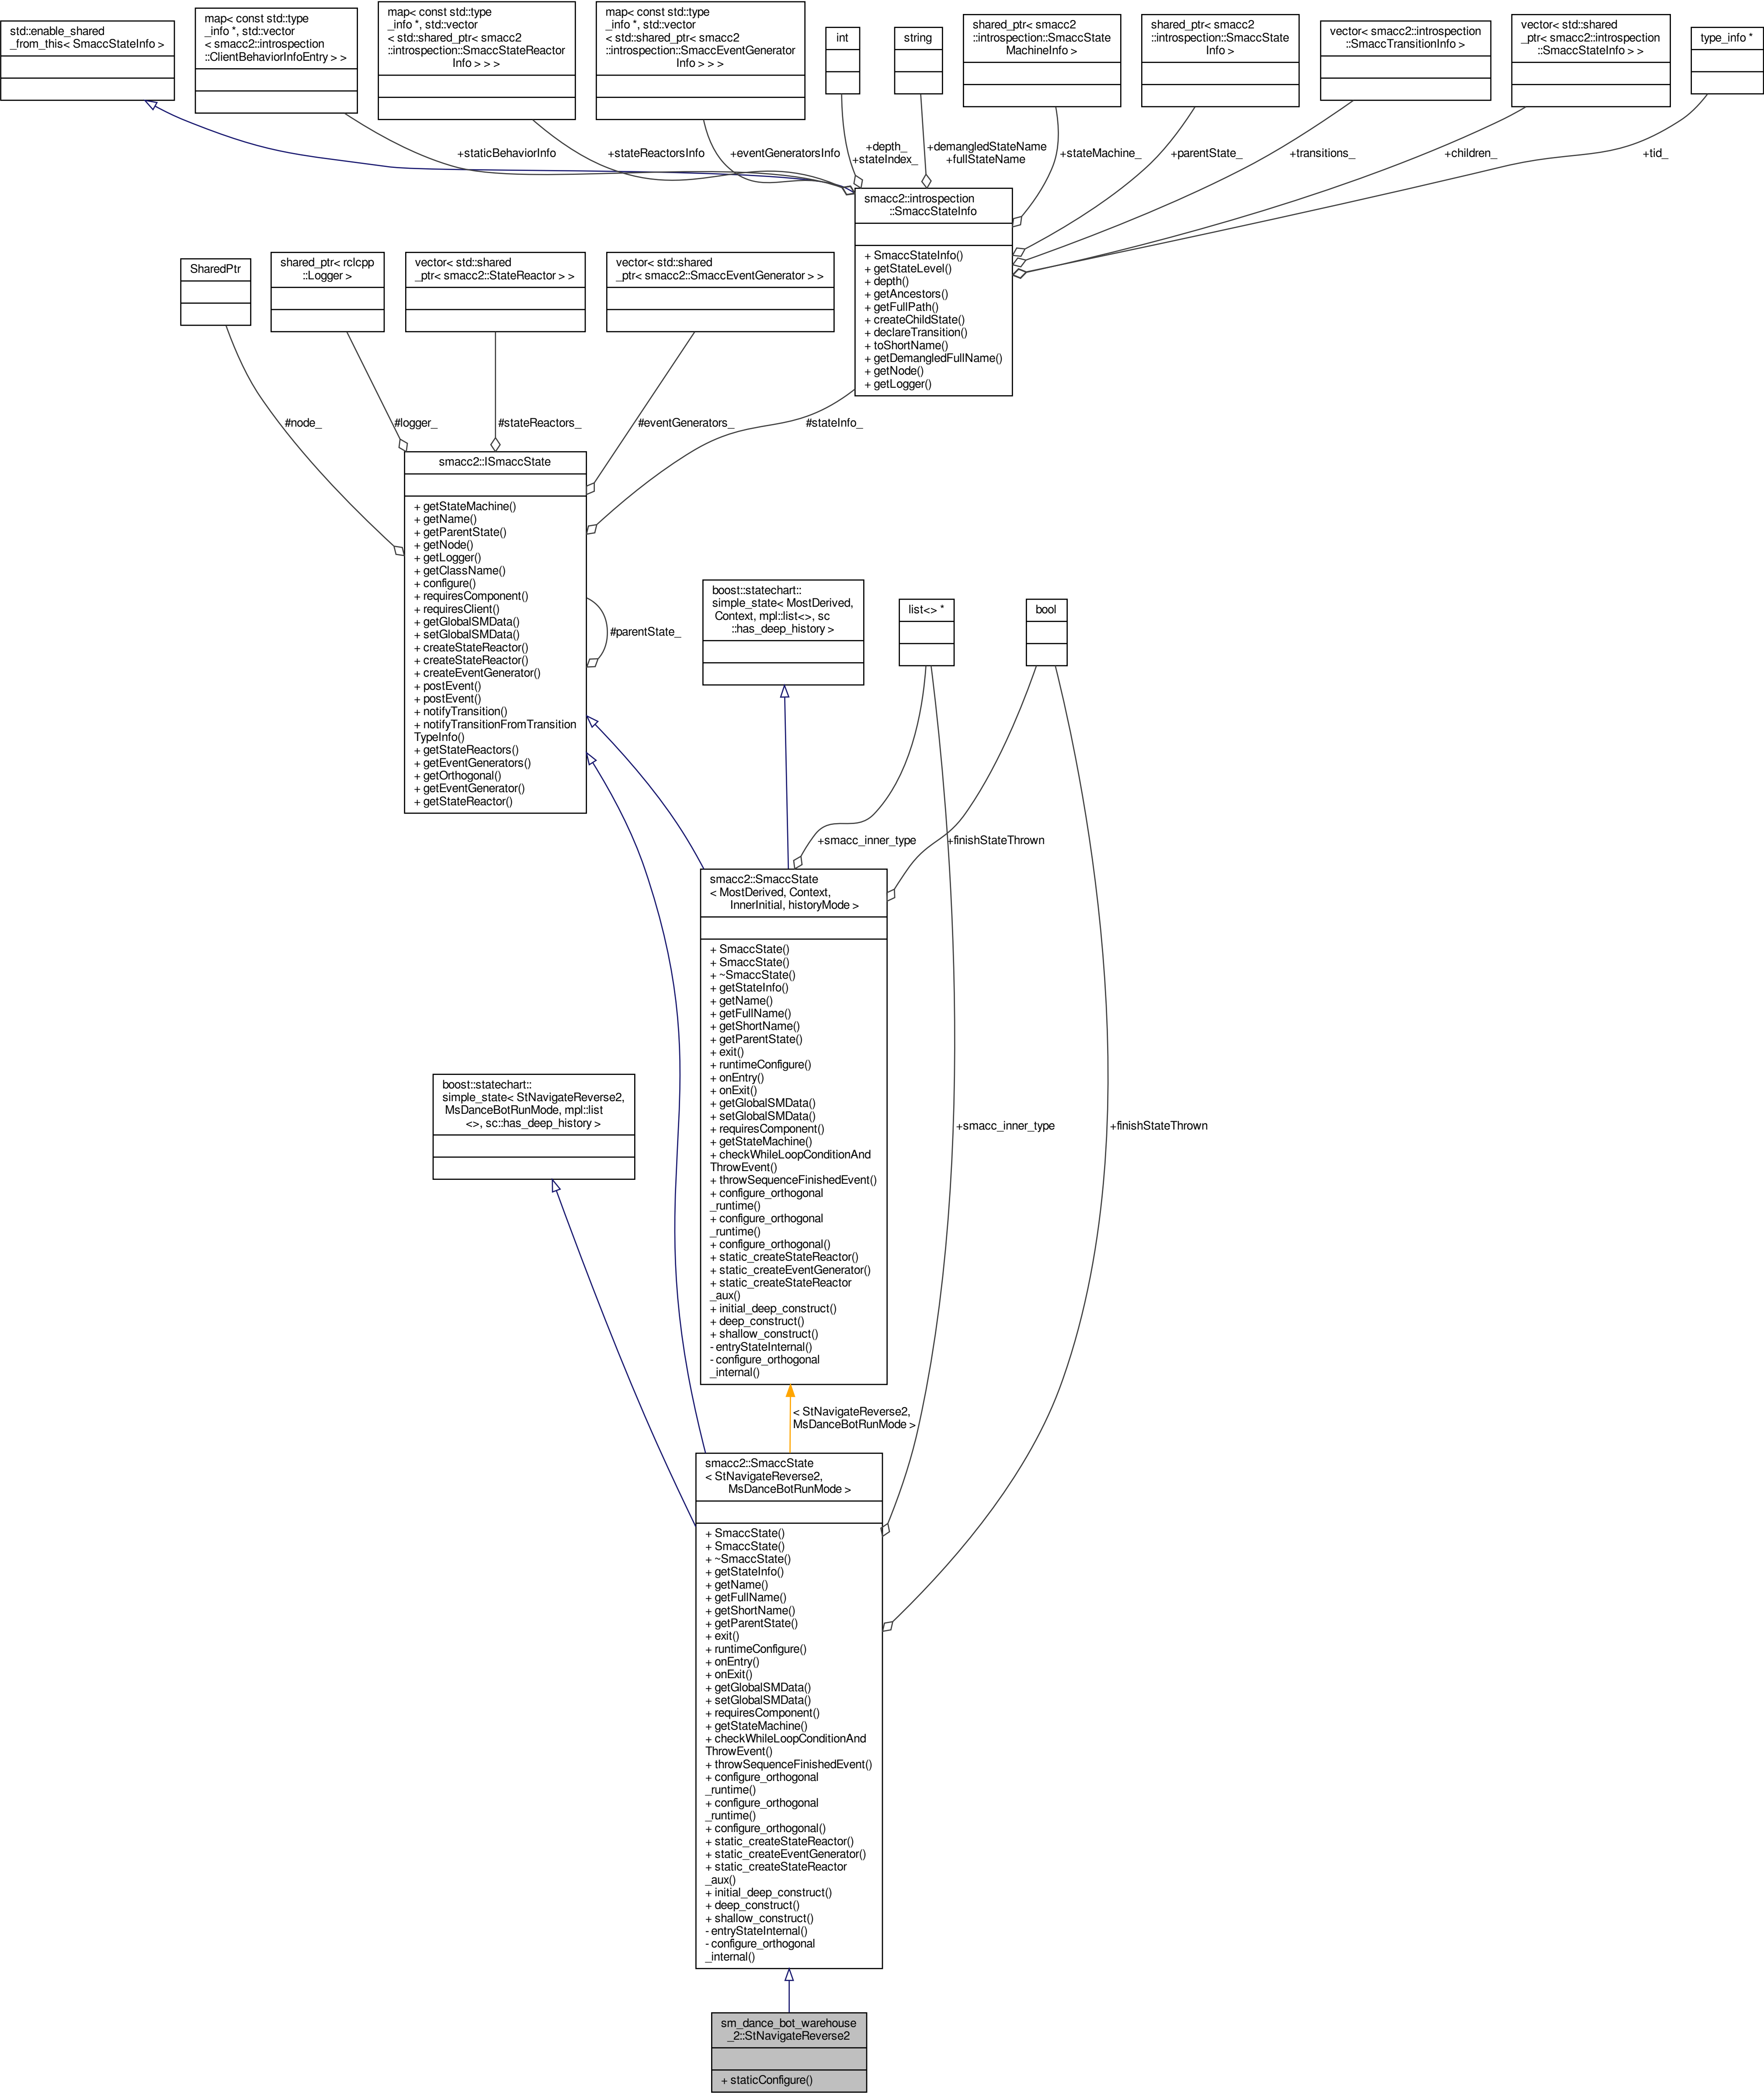 std::enable_shared
_from_this< SmaccStateInfo >
map< const std::type
_info *, std::vector
< smacc2::introspection
::ClientBehaviorInfoEntry > >
map< const std::type
_info *, std::vector
< std::shared_ptr< smacc2
::introspection::SmaccStateReactor
Info > > >
map< const std::type
_info *, std::vector
< std::shared_ptr< smacc2
::introspection::SmaccEventGenerator
Info > > >
int
string
shared_ptr< smacc2
::introspection::SmaccState
MachineInfo >
shared_ptr< smacc2
::introspection::SmaccState
Info >
vector< smacc2::introspection
::SmaccTransitionInfo >
vector< std::shared
_ptr< smacc2::introspection
::SmaccStateInfo > >
type_info *
+staticBehaviorInfo
+stateReactorsInfo
+eventGeneratorsInfo
+depth_
+stateIndex_
+demangledStateName
+fullStateName
+stateMachine_
+parentState_
+transitions_
+children_
+tid_
smacc2::introspection
::SmaccStateInfo
+ SmaccStateInfo()
+ getStateLevel()
+ depth()
+ getAncestors()
+ getFullPath()
+ createChildState()
+ declareTransition()
+ toShortName()
+ getDemangledFullName()
+ getNode()
+ getLogger()
SharedPtr
shared_ptr< rclcpp
::Logger >
vector< std::shared
_ptr< smacc2::StateReactor > >
vector< std::shared
_ptr< smacc2::SmaccEventGenerator > >
#node_
#logger_
#stateReactors_
#eventGenerators_
#stateInfo_
smacc2::ISmaccState
+ getStateMachine()
+ getName()
+ getParentState()
+ getNode()
+ getLogger()
+ getClassName()
+ configure()
+ requiresComponent()
+ requiresClient()
+ getGlobalSMData()
+ setGlobalSMData()
+ createStateReactor()
+ createStateReactor()
+ createEventGenerator()
+ postEvent()
+ postEvent()
+ notifyTransition()
+ notifyTransitionFromTransition
TypeInfo()
+ getStateReactors()
+ getEventGenerators()
+ getOrthogonal()
+ getEventGenerator()
+ getStateReactor()
#parentState_
boost::statechart::
simple_state< MostDerived,
Context, mpl::list<>, sc
::has_deep_history >
list<> *
bool
+smacc_inner_type
+finishStateThrown
smacc2::SmaccState
< MostDerived, Context,
InnerInitial, historyMode >
+ SmaccState()
+ SmaccState()
+ ~SmaccState()
+ getStateInfo()
+ getName()
+ getFullName()
+ getShortName()
+ getParentState()
+ exit()
+ runtimeConfigure()
+ onEntry()
+ onExit()
+ getGlobalSMData()
+ setGlobalSMData()
+ requiresComponent()
+ getStateMachine()
+ checkWhileLoopConditionAnd
ThrowEvent()
+ throwSequenceFinishedEvent()
+ configure_orthogonal
_runtime()
+ configure_orthogonal
_runtime()
+ configure_orthogonal()
+ static_createStateReactor()
+ static_createEventGenerator()
+ static_createStateReactor
_aux()
+ initial_deep_construct()
+ deep_construct()
+ shallow_construct()
- entryStateInternal()
- configure_orthogonal
_internal()
boost::statechart::
simple_state< StNavigateReverse2,
MsDanceBotRunMode, mpl::list
<>, sc::has_deep_history >
+smacc_inner_type
+finishStateThrown
< StNavigateReverse2,
MsDanceBotRunMode >
smacc2::SmaccState
< StNavigateReverse2,
MsDanceBotRunMode >
+ SmaccState()
+ SmaccState()
+ ~SmaccState()
+ getStateInfo()
+ getName()
+ getFullName()
+ getShortName()
+ getParentState()
+ exit()
+ runtimeConfigure()
+ onEntry()
+ onExit()
+ getGlobalSMData()
+ setGlobalSMData()
+ requiresComponent()
+ getStateMachine()
+ checkWhileLoopConditionAnd
ThrowEvent()
+ throwSequenceFinishedEvent()
+ configure_orthogonal
_runtime()
+ configure_orthogonal
_runtime()
+ configure_orthogonal()
+ static_createStateReactor()
+ static_createEventGenerator()
+ static_createStateReactor
_aux()
+ initial_deep_construct()
+ deep_construct()
+ shallow_construct()
- entryStateInternal()
- configure_orthogonal
_internal()
sm_dance_bot_warehouse
_2::StNavigateReverse2
+ staticConfigure()